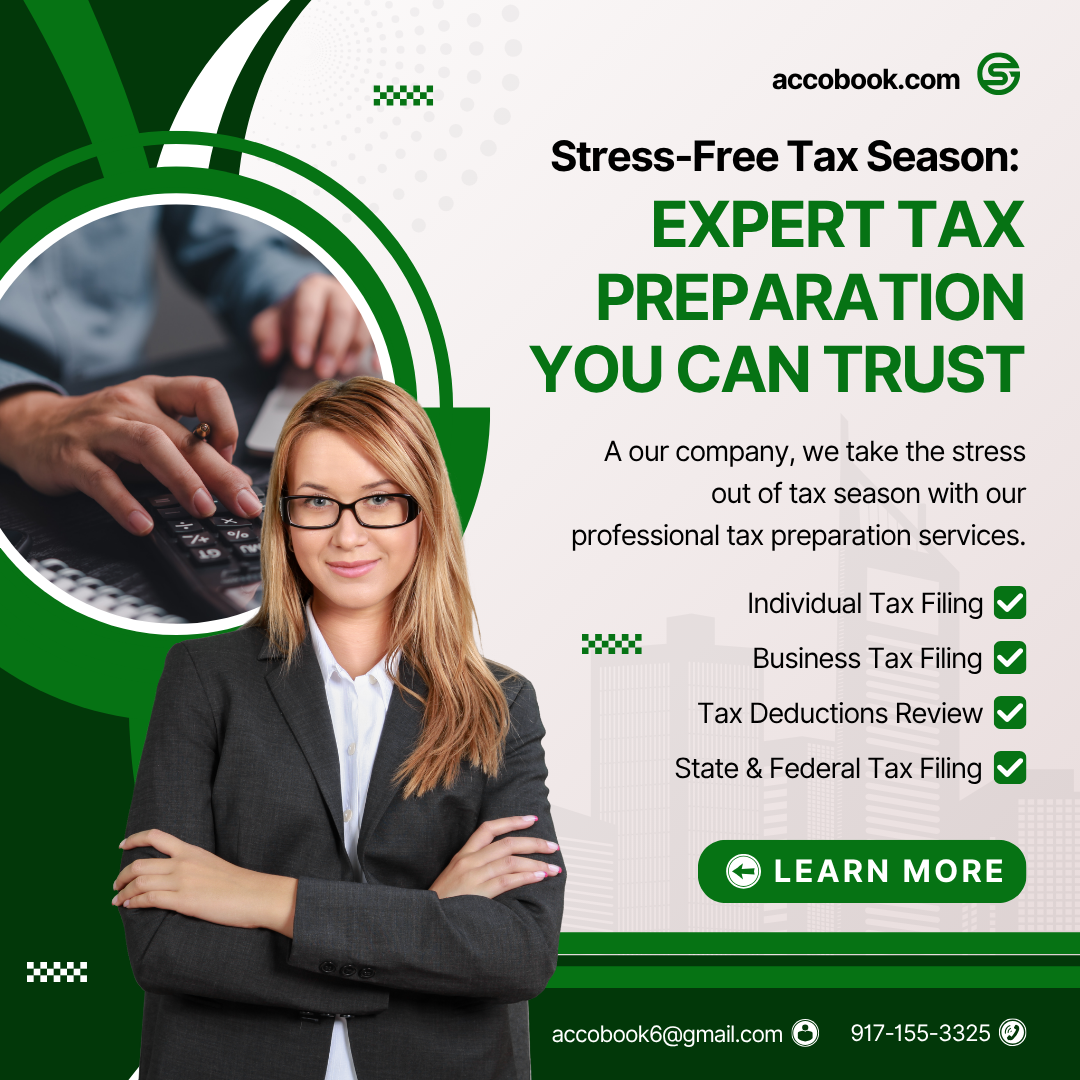 accobook.com
Stress-Free Tax Season:
EXPERT TAX
PREPARATION
YOU CAN TRUST
A our company, we take the stress
out of tax season with our
professional tax preparation services.
Individual Tax Filing
Business Tax Filing
Tax Deductions Review
State & Federal Tax Filing
LEARN MORE
accobook6@gmail.com
917-155-3325
÷
×
+/-
%
GT
MU